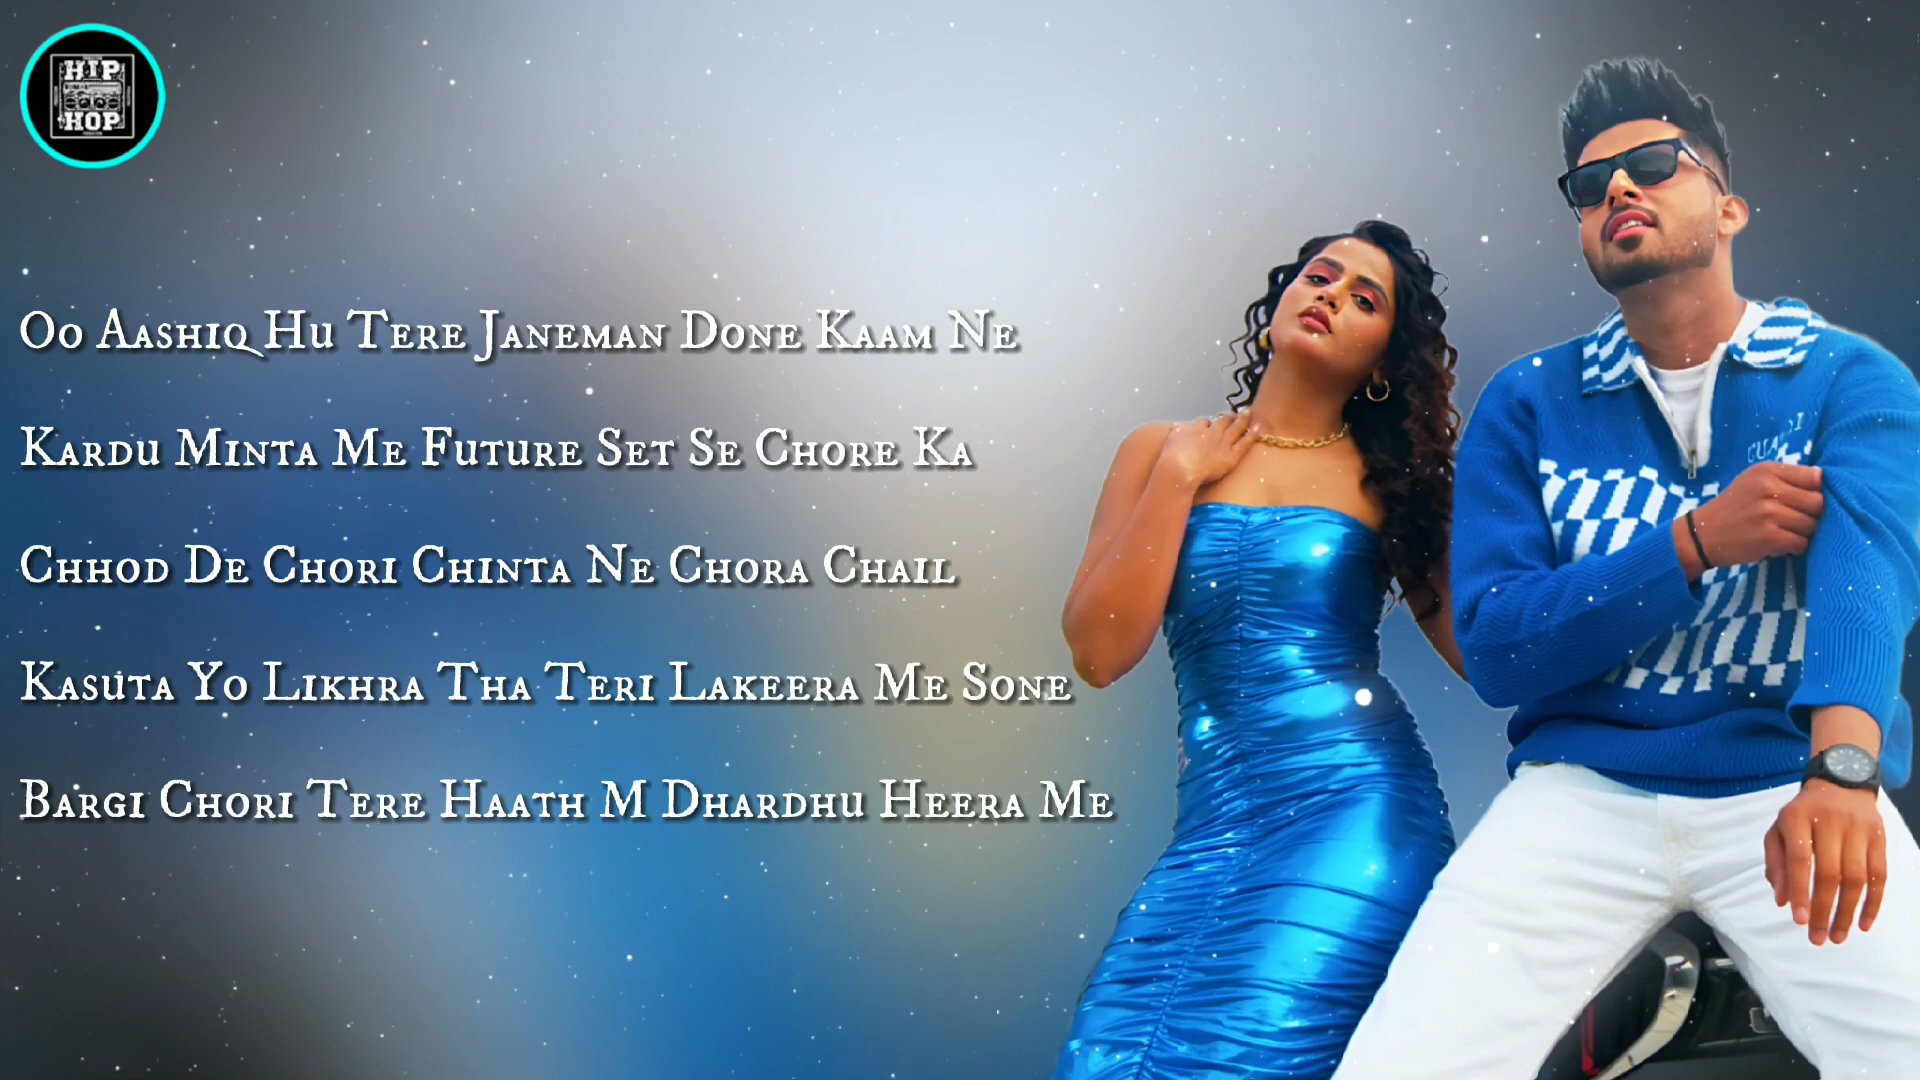 HIP
HOP
Oo Aashiq Hu Tere Janeman Done Kaam Ne
Kardu Minta Me Future Set Se Chore Ka
Chhod De Chori Chinta Ne Chora Chail
Kasuta Yo Likhra Tha Teri Lakeera Me Sone
Bargi Chori Tere Haath M Dhardhu Heera Me